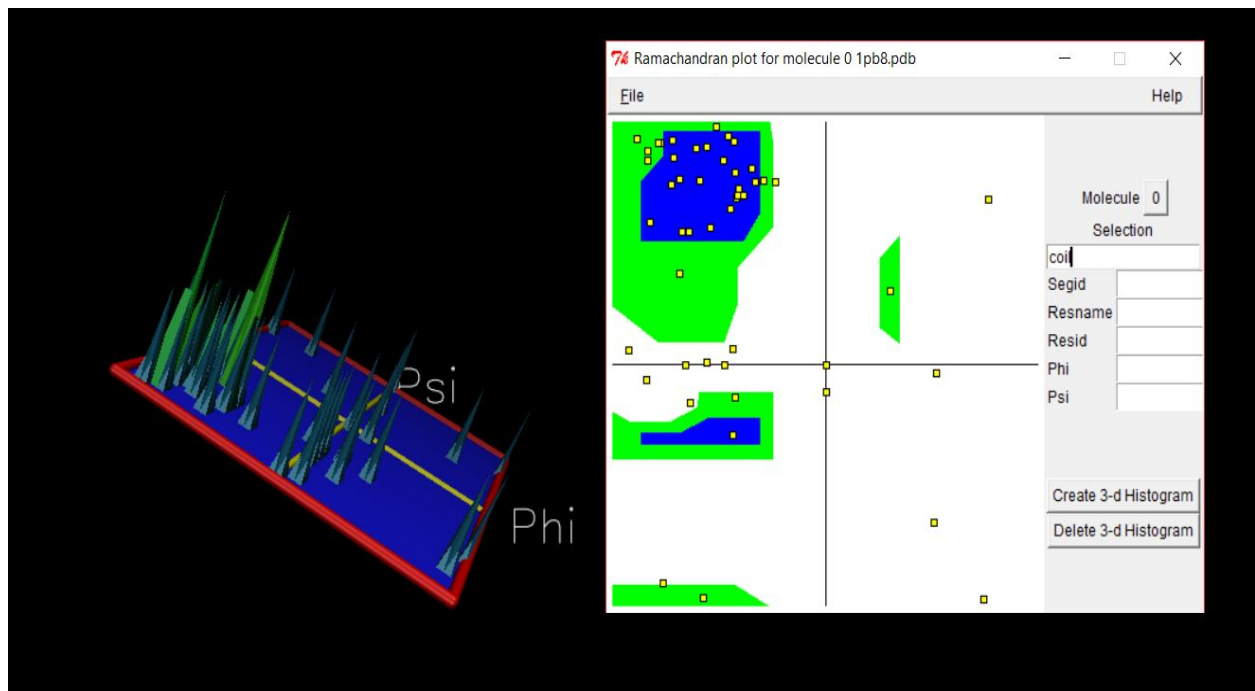 Psi
Phi
Ramachandran plot for molecule 0 1pb8.pdb
File
Help
Molecule 0
Selection
coil
Segid
Resname
Resid
Phi
Psi
Create 3-d Histogram
Delete 3-d Histogram